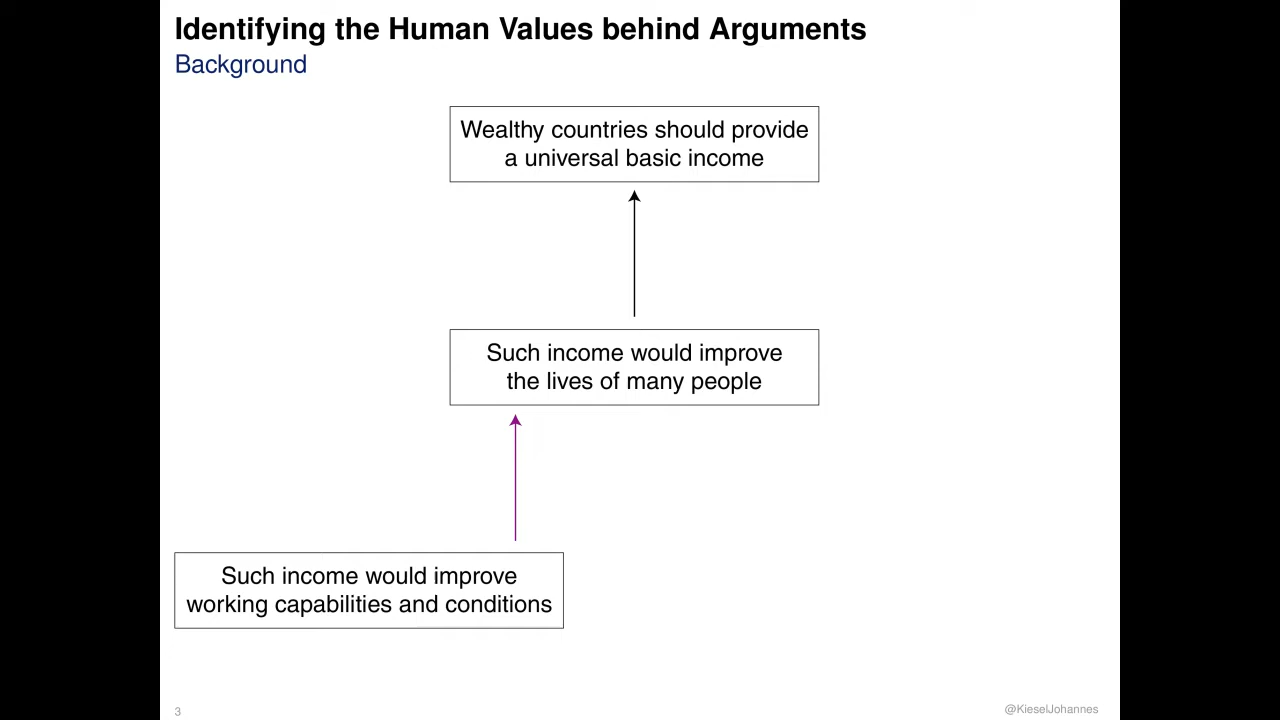 Identifying the Human Values behind Arguments
Background
Wealthy countries should provide
a universal basic income
Such income would improve
the lives of many people
Such income would improve
working capabilities and conditions
3
@KieselJohannes